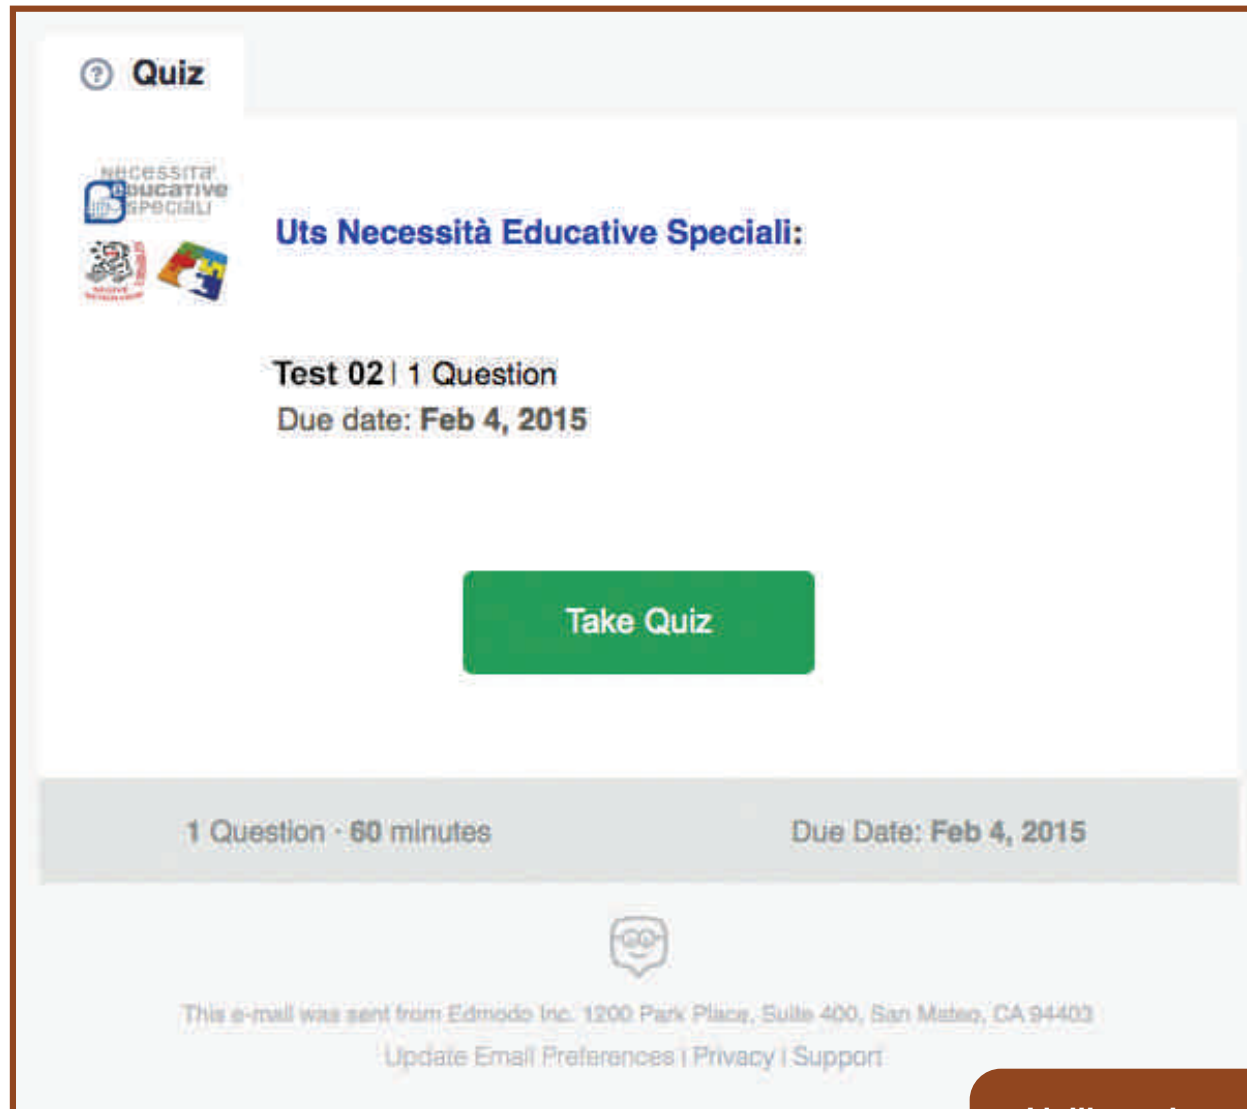 Quiz
NECESSITA'
EDUCATIVE
SPECIALI
Uts Necessità Educative Speciali:
Test 02 | 1 Question
Due date: Feb 4, 2015
Take Quiz
1 Question · 60 minutes
Due Date: Feb 4, 2015
This e-mail was sent from Edmodo Inc. 1200 Park Place, Suite 400, San Mateo, CA 94403
Update Email Preferences | Privacy | Support